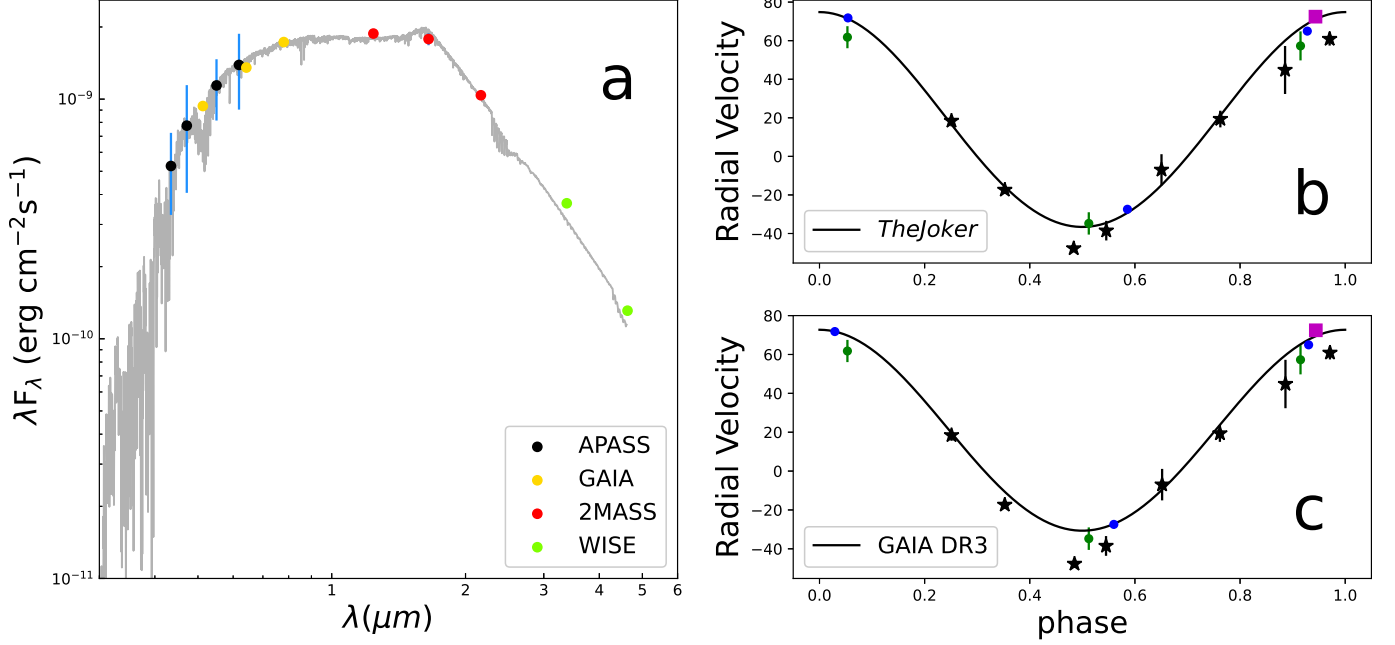 a
10⁻⁹
10⁻¹⁰
10⁻¹¹
λF_λ (erg cm⁻²s⁻¹)
APASS
GAIA
2MASS
WISE
1 2 3 4 5 6
λ(μm)
b
80
60
40
20
0
−20
−40
Radial Velocity
TheJoker
0.0 0.2 0.4 0.6 0.8 1.0
c
80
60
40
20
0
−20
−40
Radial Velocity
GAIA DR3
0.0 0.2 0.4 0.6 0.8 1.0
phase